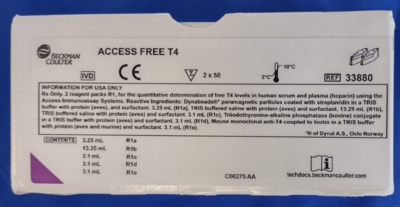 BECKMAN
COULTER
ACCESS FREE T4
IVD
CE
2 x 50
2°C
10°C
REF 33880
INFORMATION FOR USA ONLY
Rx Only. 2 reagent packs R1, for the quantitative determination of free T4 levels in human serum and plasma (heparin) using the
Access Immunoassay Systems. Reactive Ingredients: Dynabeads® paramagnetic particles coated with streptavidin in a TRIS
buffer with protein (aves), and surfactant. 3.25 mL (R1a), TRIS buffered saline with protein (aves) and surfactant. 13.25 mL (R1b),
TRIS buffered saline with protein (aves) and surfactant. 3.1 mL (R1c), Triiodothyronine-alkaline phosphatase (bovine) conjugate
in a TRIS buffer with protein (aves) and surfactant. 3.1 mL (R1d), Mouse monoclonal anti-T4 coupled to biotin in a TRIS
buffer with protein (aves and murine) and surfactant. 3.1 mL (R1e).
*® of Dynal A.S., Oslo Norway
CONTENTS
3.25 mL R1a
13.25 mL R1b
3.1 mL R1c
3.1 mL R1d
3.1 mL R1e
C06275 AA
techdocs.beckmancoulter.com